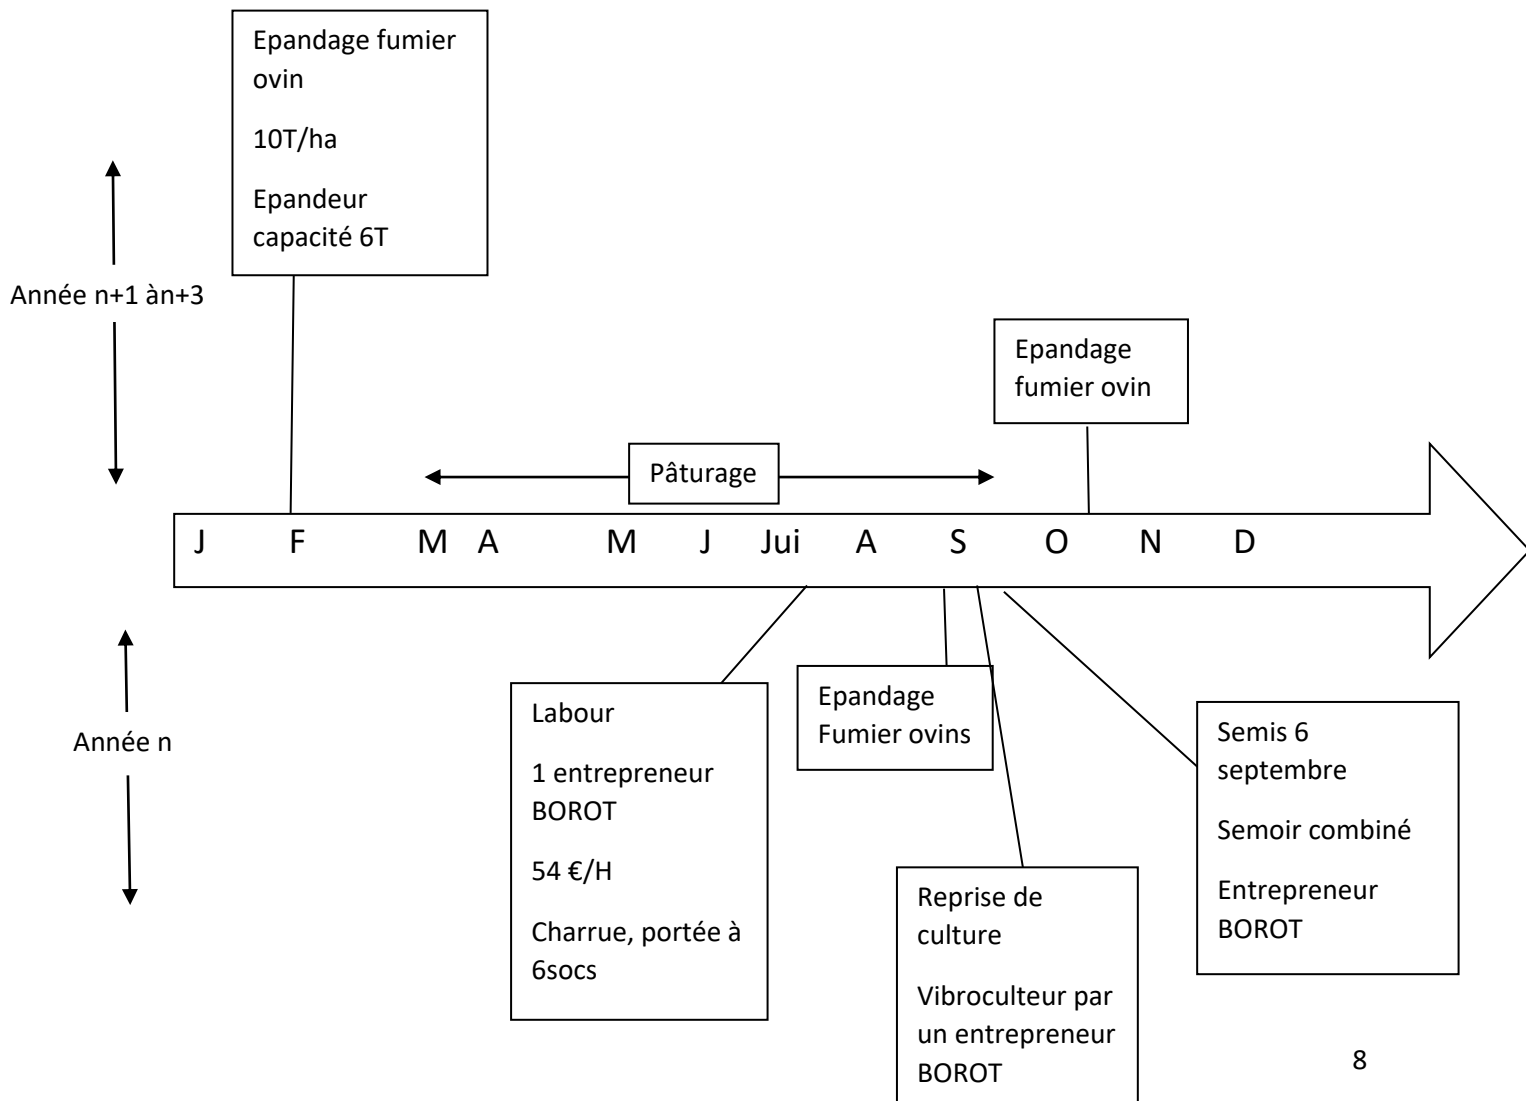 Epandage fumier
ovin
10T/ha
Epandeur
capacité 6T
Année n+1 àn+3
Epandage
fumier ovin
Pâturage
J F M A M J Jui A S O N D
Année n
Labour
1 entrepreneur
BOROT
54 €/H
Charrue, portée à
6socs
Epandage
Fumier ovins
Reprise de
culture
Vibroculteur par
un entrepreneur
BOROT
Semis 6
septembre
Semoir combiné
Entrepreneur
BOROT
8